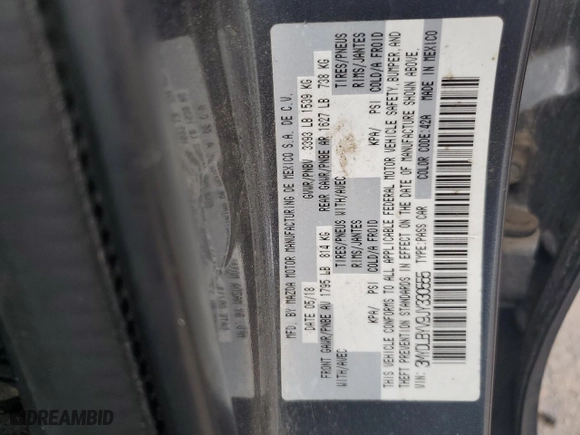 MFD. BY MAZDA MOTOR MANUFACTURING DE MEXICO S.A. DE C.V.
DATE 05/18 GVWR/PNBV 3393 LB 1539 KG
FRONT GAWR/PNBE AV 1795 LB 814 KG REAR GAWR/PNBE AR 1627 LB 738 KG
WITH/AVEC TIRES/PNEUS WITH/AVEC TIRES/PNEUS
RIMS/JANTES RIMS/JANTES
KPA/ PSI COLD/A FROID KPA/ PSI COLD/A FROID
THIS VEHICLE CONFORMS TO ALL APPLICABLE FEDERAL MOTOR VEHICLE SAFETY, BUMPER, AND
THEFT PREVENTION STANDARDS IN EFFECT ON THE DATE OF MANUFACTURE SHOWN ABOVE.
VIN: TYPE:PASS CAR COLOR CODE:42A MADE IN MEXICO
DREAMBID